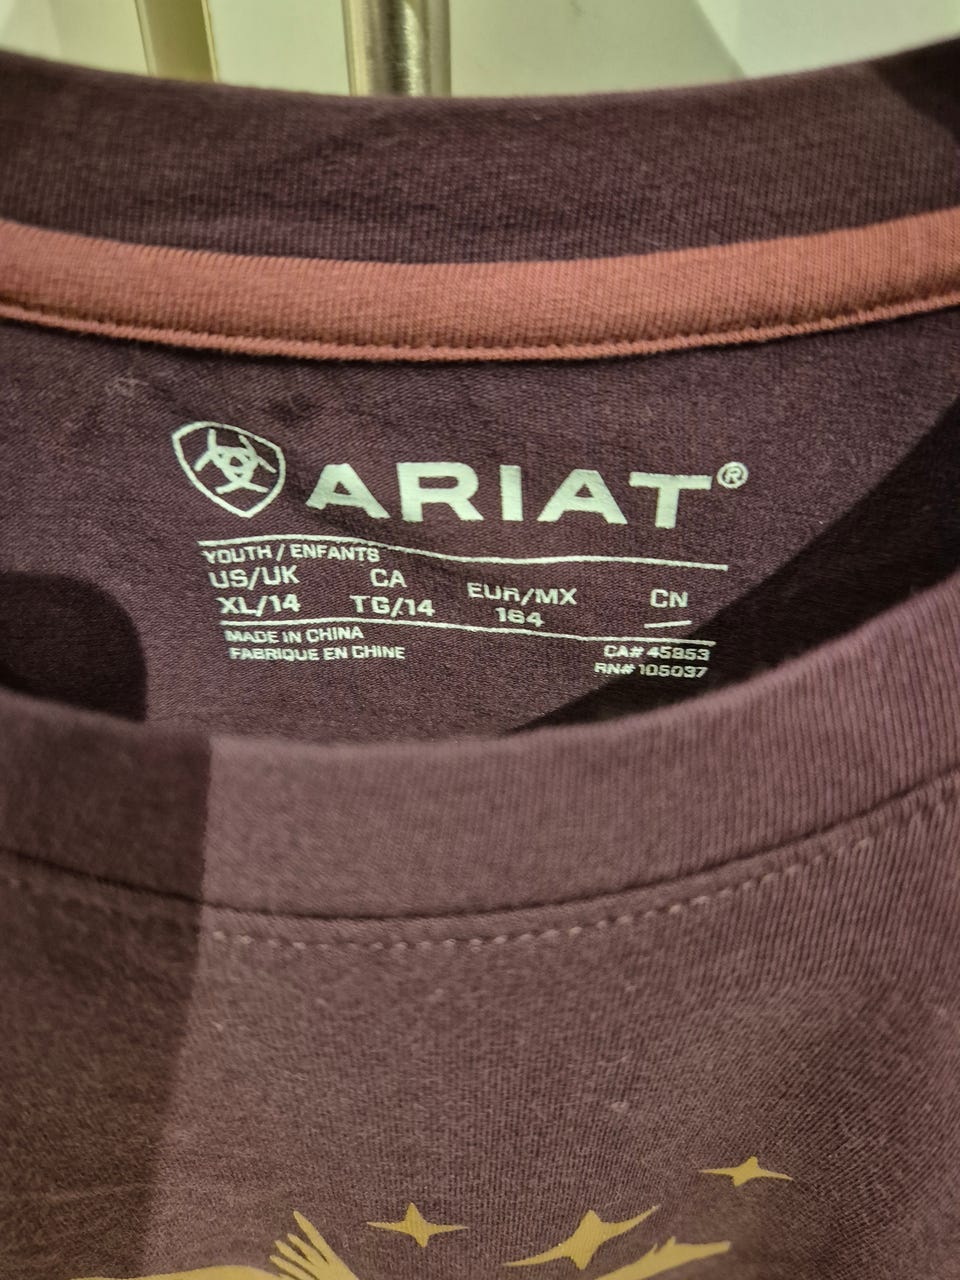 ARIAT®
YOUTH / ENFANTS
US/UK CA EUR/MX CN
XL/14 TG/14 164 —
MADE IN CHINA
FABRIQUE EN CHINE
CA# 45853
RN# 105037